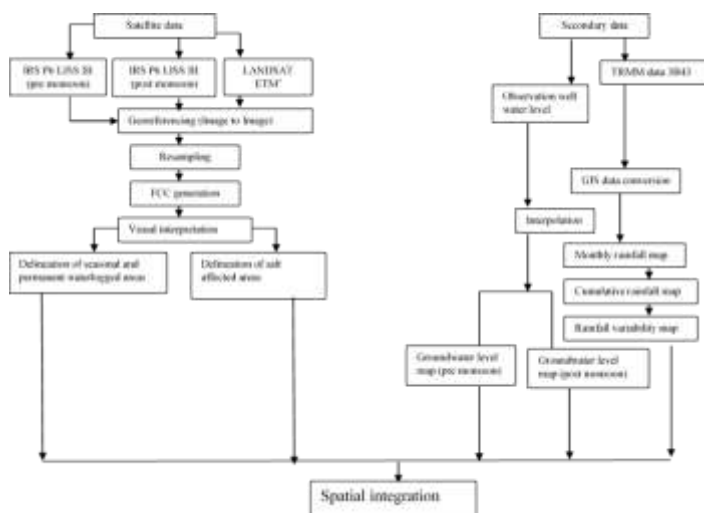 Satellite data
IRS P6 LISS III
(pre monsoon)
IRS P6 LISS III
(post monsoon)
LANDSAT
ETM+
Georeferencing (Image to Image)
Resampling
FCC generation
Visual interpretation
Delineation of seasonal and
permanent waterlogged areas
Delineation of salt
affected areas
Secondary data
Observation well
water level
TRMM data 3B43
GIS data conversion
Interpolation
Monthly rainfall map
Cumulative rainfall map
Rainfall variability map
Groundwater level
map (pre monsoon)
Groundwater level
map (post monsoon)
Spatial integration